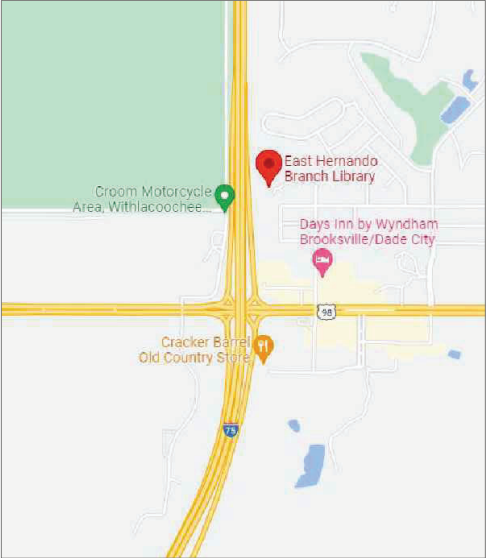 East Hernando
Branch Library
Croom Motorcycle
Area, Withlacoochee...
Days Inn by Wyndham
Brooksville/Dade City
98
Cracker Barrel
Old Country Store
75